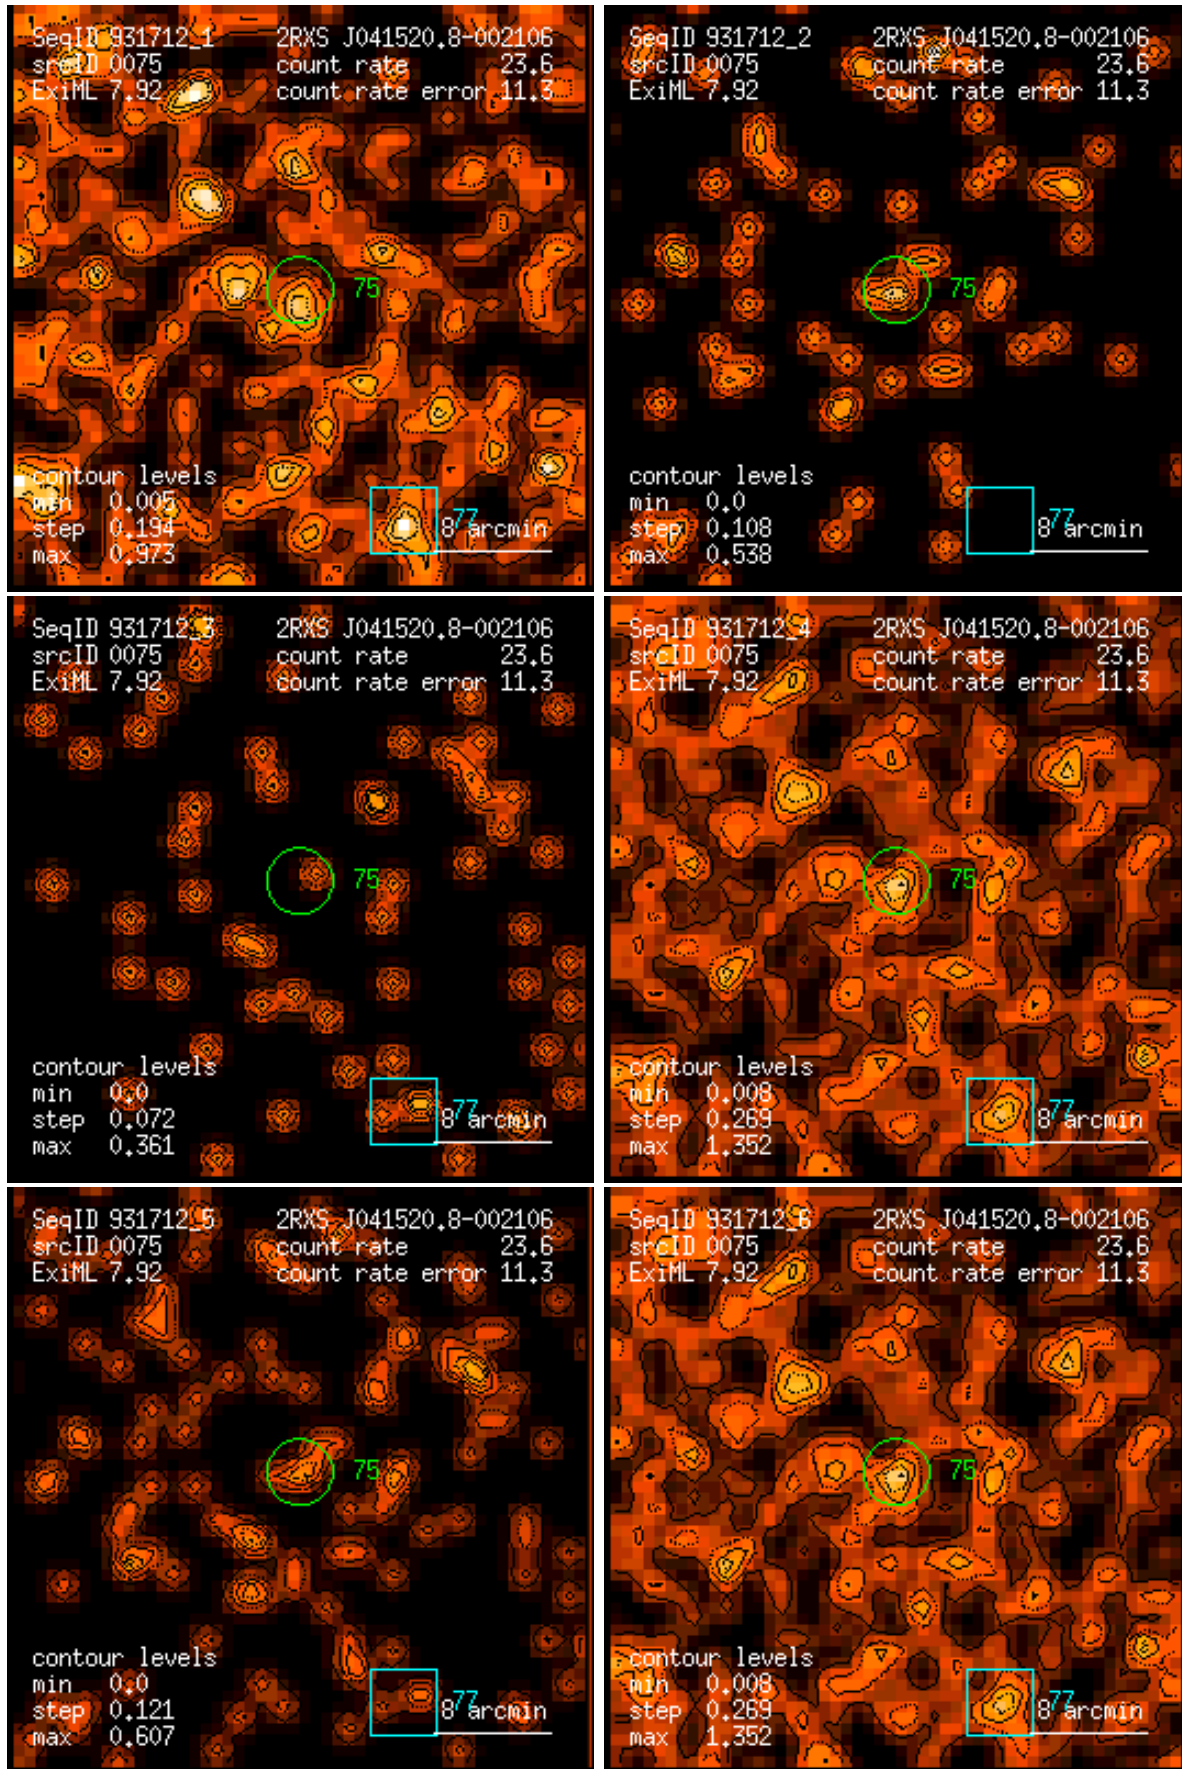 SeqID 931712_1 2RXS J041520.8-002106
srcID 0075 count rate 23.6
ExiML 7.92 count rate error 11.3
75
contour levels
min 0.005
step 0.194
max 0.973
77
8 arcmin
SeqID 931712_2 2RXS J041520.8-002106
srcID 0075 count rate 23.6
ExiML 7.92 count rate error 11.3
75
contour levels
min 0.0
step 0.108
max 0.538
77
8 arcmin
SeqID 931712_3 2RXS J041520.8-002106
srcID 0075 count rate 23.6
ExiML 7.92 count rate error 11.3
75
contour levels
min 0.0
step 0.072
max 0.361
77
8 arcmin
SeqID 931712_4 2RXS J041520.8-002106
srcID 0075 count rate 23.6
ExiML 7.92 count rate error 11.3
75
contour levels
min 0.008
step 0.269
max 1.352
77
8 arcmin
SeqID 931712_5 2RXS J041520.8-002106
srcID 0075 count rate 23.6
ExiML 7.92 count rate error 11.3
75
contour levels
min 0.0
step 0.121
max 0.607
77
8 arcmin
SeqID 931712_6 2RXS J041520.8-002106
srcID 0075 count rate 23.6
ExiML 7.92 count rate error 11.3
75
contour levels
min 0.008
step 0.269
max 1.352
77
8 arcmin